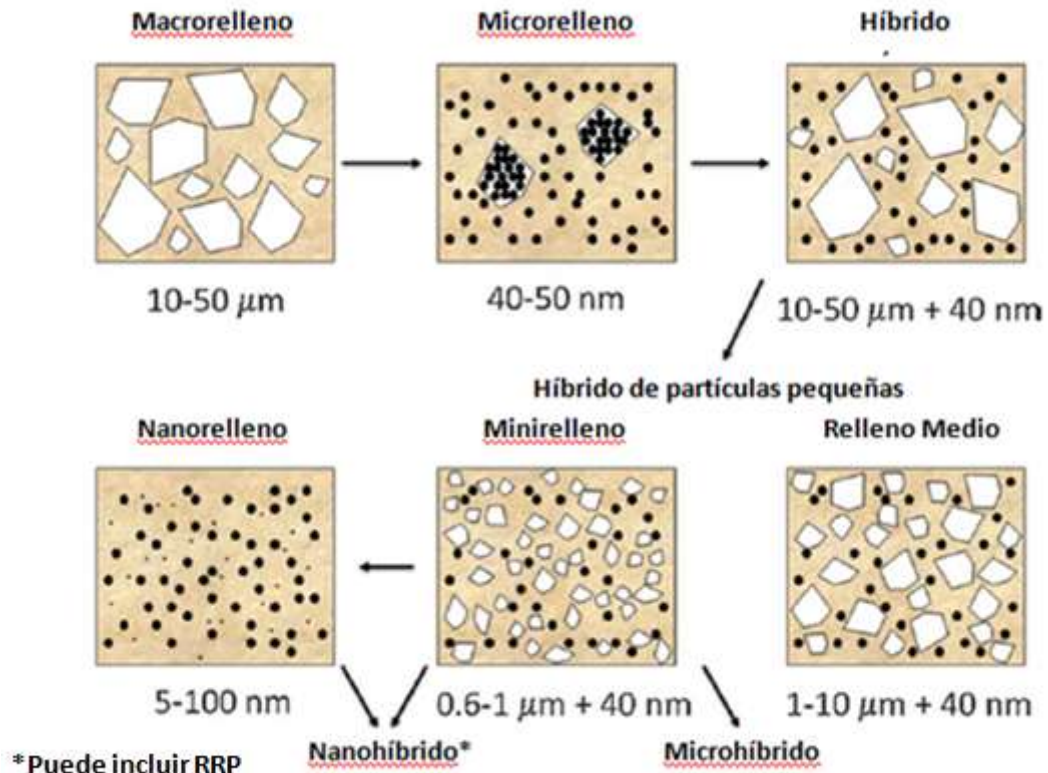 Macrorelleno Microrelleno Híbrido
10-50 μm 40-50 nm 10-50 μm + 40 nm
Híbrido de partículas pequeñas
Nanorelleno Minirelleno Relleno Medio
5-100 nm 0.6-1 μm + 40 nm 1-10 μm + 40 nm
Nanohíbrido* Microhíbrido
*Puede incluir RRP